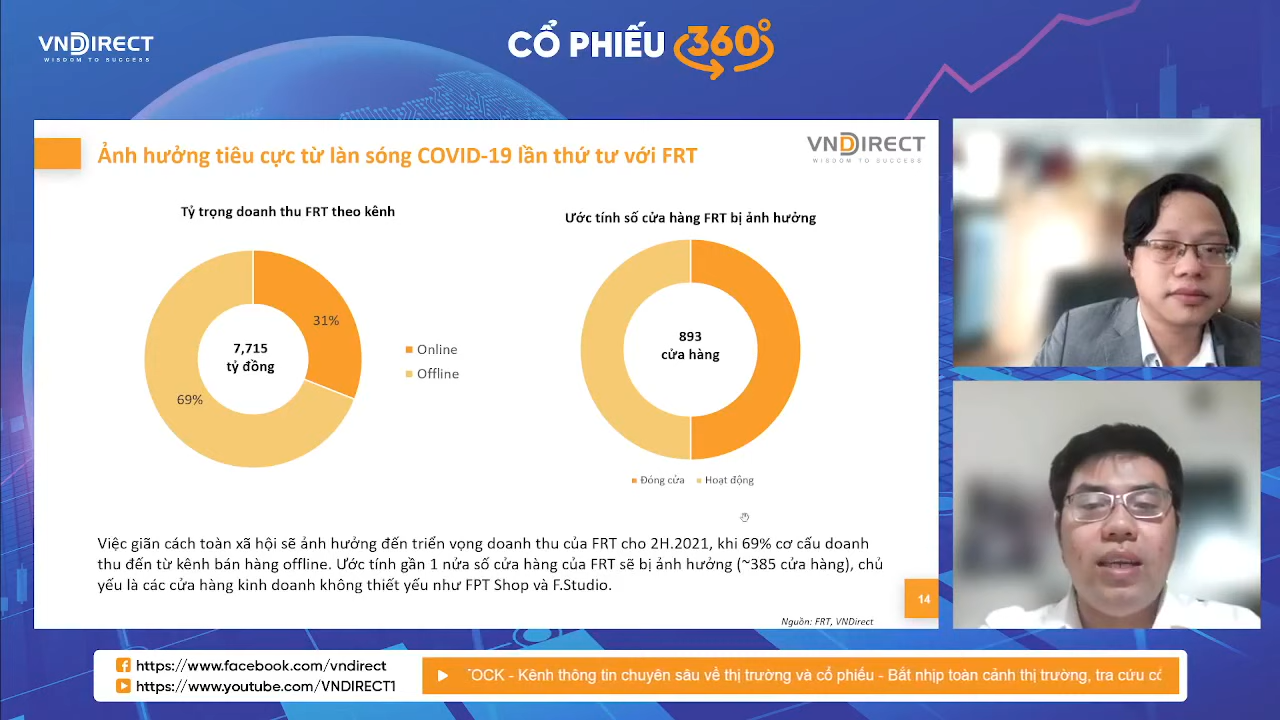 VNDIRECT
WISDOM TO SUCCESS
CỔ PHIẾU 360°
Ảnh hưởng tiêu cực từ làn sóng COVID-19 lần thứ tư với FRT
VNDIRECT
WISDOM TO SUCCESS
Tỷ trọng doanh thu FRT theo kênh
31%
7,715
tỷ đồng
69%
Online
Offline
Ước tính số cửa hàng FRT bị ảnh hưởng
893
cửa hàng
Đóng cửa Hoạt động
Việc giãn cách toàn xã hội sẽ ảnh hưởng đến triển vọng doanh thu của FRT cho 2H.2021, khi 69% cơ cấu doanh
thu đến từ kênh bán hàng offline. Ước tính gần 1 nửa số cửa hàng của FRT sẽ bị ảnh hưởng (~385 cửa hàng), chủ
yếu là các cửa hàng kinh doanh không thiết yếu như FPT Shop và F.Studio.
14
Nguồn: FRT, VNDirect
https://www.facebook.com/vndirect
https://www.youtube.com/VNDIRECT1
TOCK - Kênh thông tin chuyên sâu về thị trường và cổ phiếu - Bắt nhịp toàn cảnh thị trường, tra cứu cổ